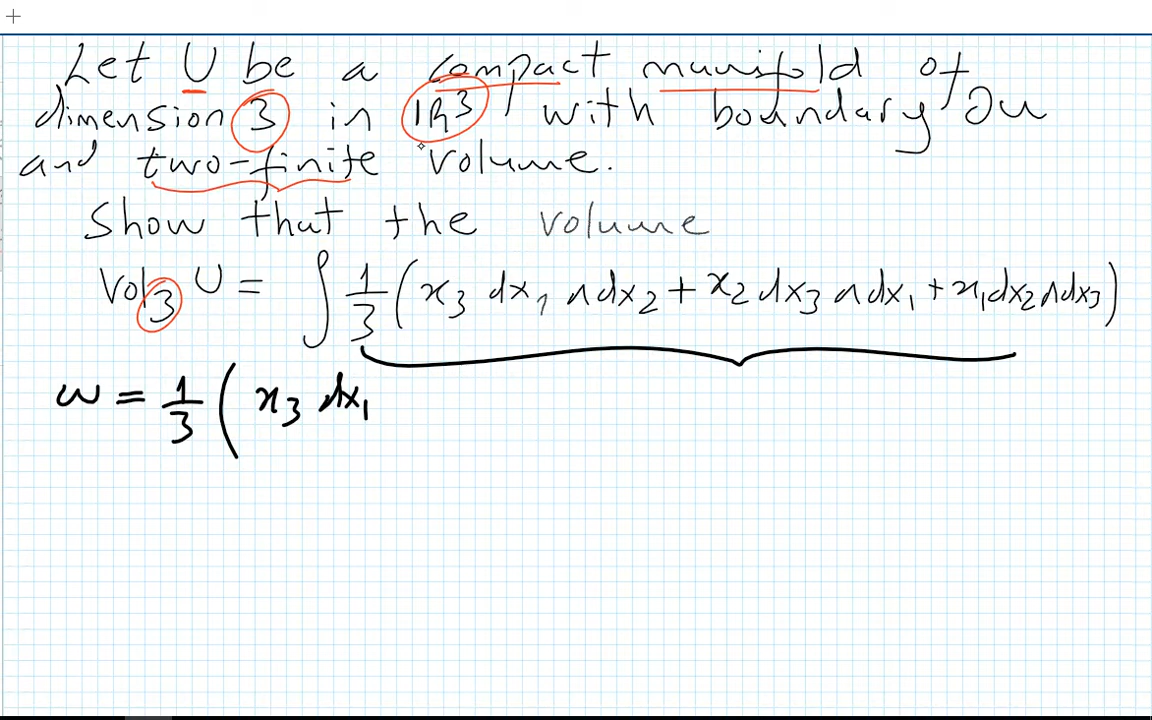 Let U be a compact manifold of
dimension 3 in ℝ³, with boundary ∂u
and two-finite volume.
Show that the volume
Vol₃ U = ∫ 1/3 (x₃ dx₁ ∧ dx₂ + x₂ dx₃ ∧ dx₁ + x₁ dx₂ ∧ dx₃)
ω = 1/3 ( x₃ dx₁